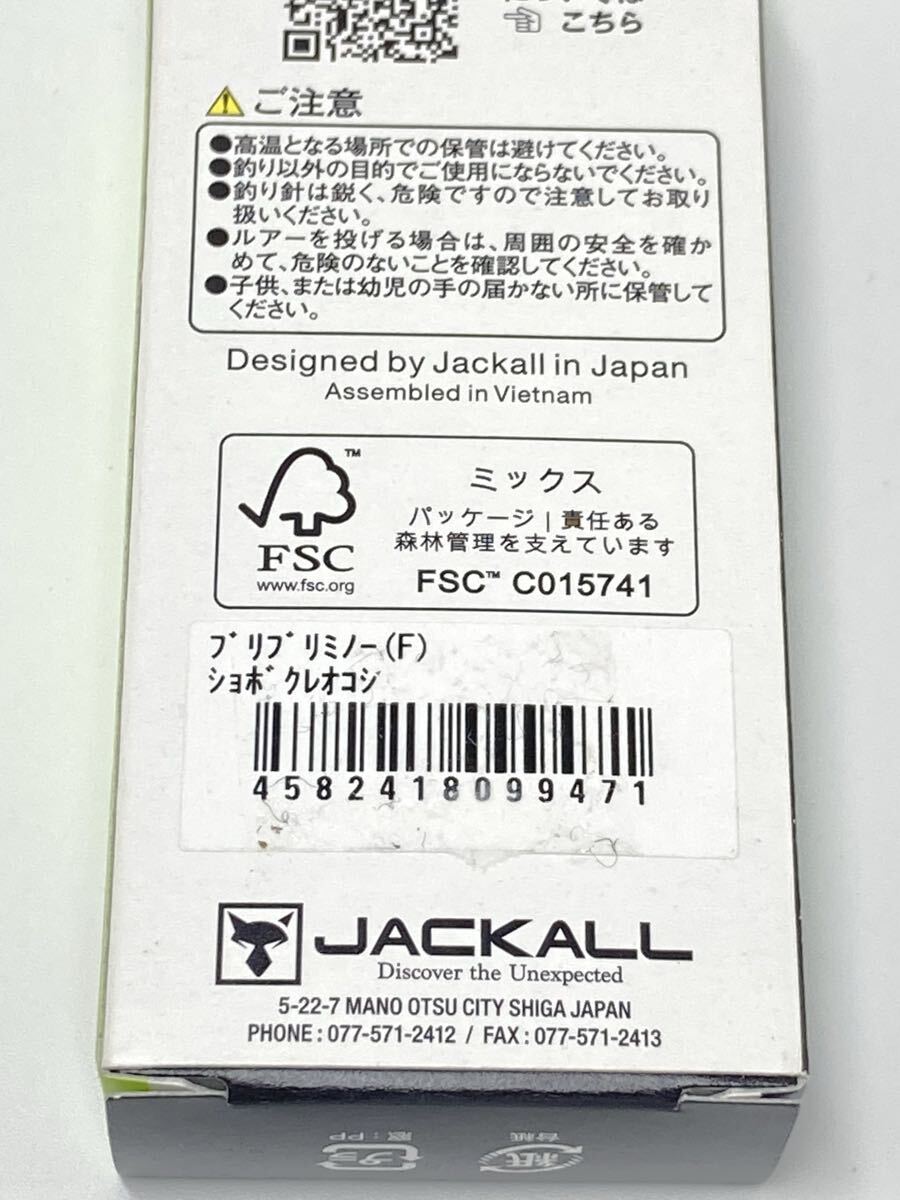 こちら
ご注意
●高温となる場所での保管は避けてください。
●釣り以外の目的でご使用にならないでください。
●釣り針は鋭く、危険ですので注意してお取り
扱いください。
●ルアーを投げる場合は、周囲の安全を確か
めて、危険のないことを確認してください。
●子供、または幼児の手の届かない所に保管して
ください。
Designed by Jackall in Japan
Assembled in Vietnam
FSC
www.fsc.org
ミックス
パッケージ | 責任ある
森林管理を支えています
FSC™ C015741
ﾌﾞﾘﾌﾞﾘﾐﾉｰ(F)
ｼｮﾎﾞｸﾚｵｺｼ
4582418099471
JACKALL
Discover the Unexpected
5-22-7 MANO OTSU CITY SHIGA JAPAN
PHONE : 077-571-2412 / FAX : 077-571-2413
紙
台紙
プラ
蓋:PP